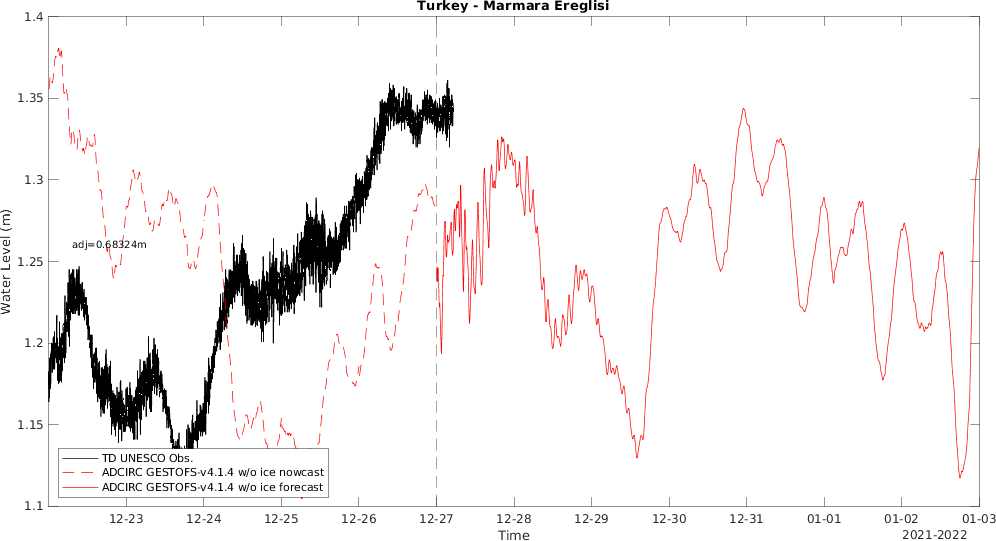 Turkey - Marmara Ereglisi
1.4
1.35
1.3
1.25
1.2
1.15
1.1
Water Level (m)
adj=0.68324m
TD UNESCO Obs.
ADCIRC GESTOFS-v4.1.4 w/o ice nowcast
ADCIRC GESTOFS-v4.1.4 w/o ice forecast
12-23 12-24 12-25 12-26 12-27 12-28 12-29 12-30 12-31 01-01 01-02 01-03
Time
2021-2022